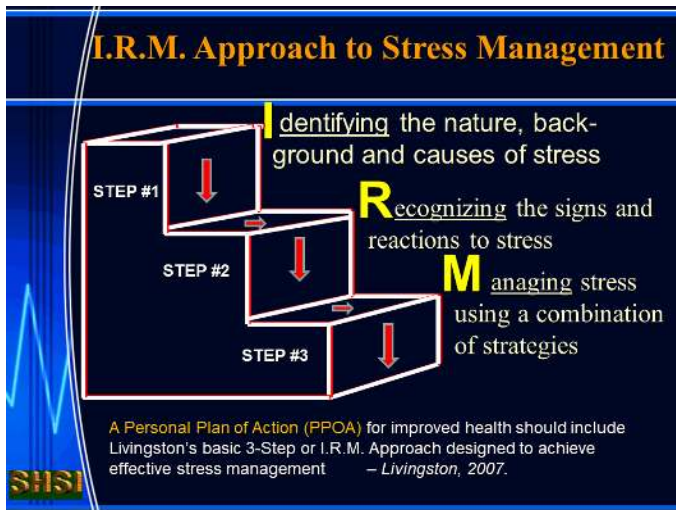 I.R.M. Approach to Stress Management
Identifying the nature, back-
ground and causes of stress
STEP #1
Recognizing the signs and
reactions to stress
STEP #2
Managing stress
using a combination
of strategies
STEP #3
A Personal Plan of Action (PPOA) for improved health should include
Livingston's basic 3-Step or I.R.M. Approach designed to achieve
effective stress management – Livingston, 2007.
SHSI